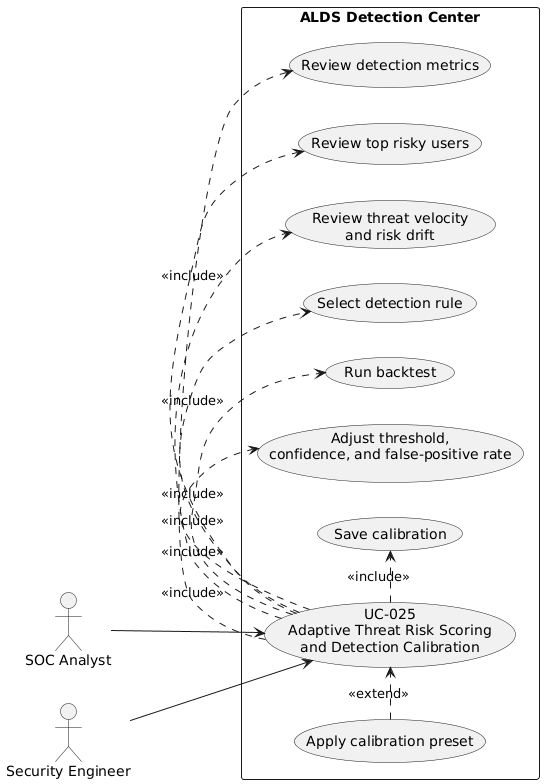 ALDS Detection Center
Review detection metrics
Review top risky users
Review threat velocity
and risk drift
«include»
Select detection rule
Run backtest
«include»
Adjust threshold,
confidence, and false-positive rate
«include»
«include»
Save calibration
«include»
«include»
«include»
UC-025
Adaptive Threat Risk Scoring
and Detection Calibration
SOC Analyst
«extend»
Apply calibration preset
Security Engineer